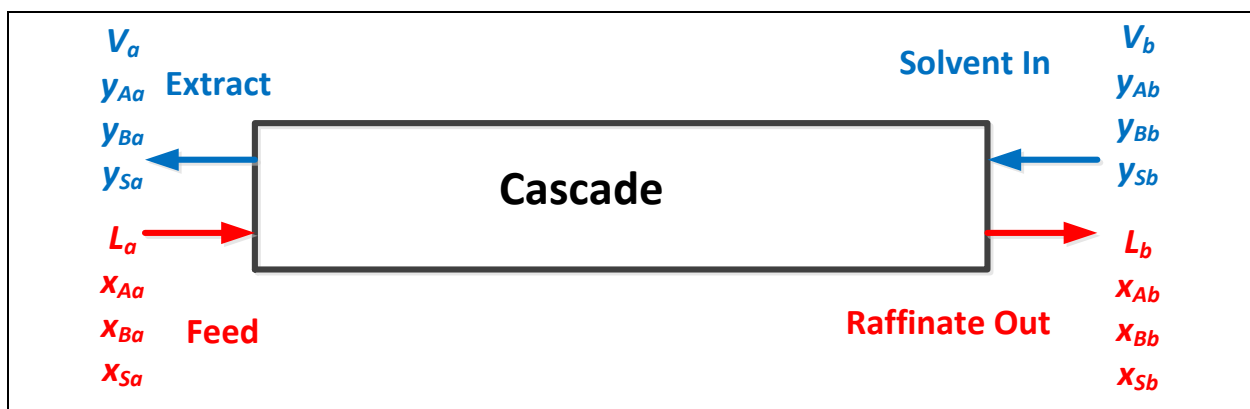 Va
yAa
Extract
yBa
ySa
La
xAa
xBa
Feed
xSa
Cascade
Solvent In
Vb
yAb
yBb
ySb
Lb
xAb
Raffinate Out
xBb
xSb